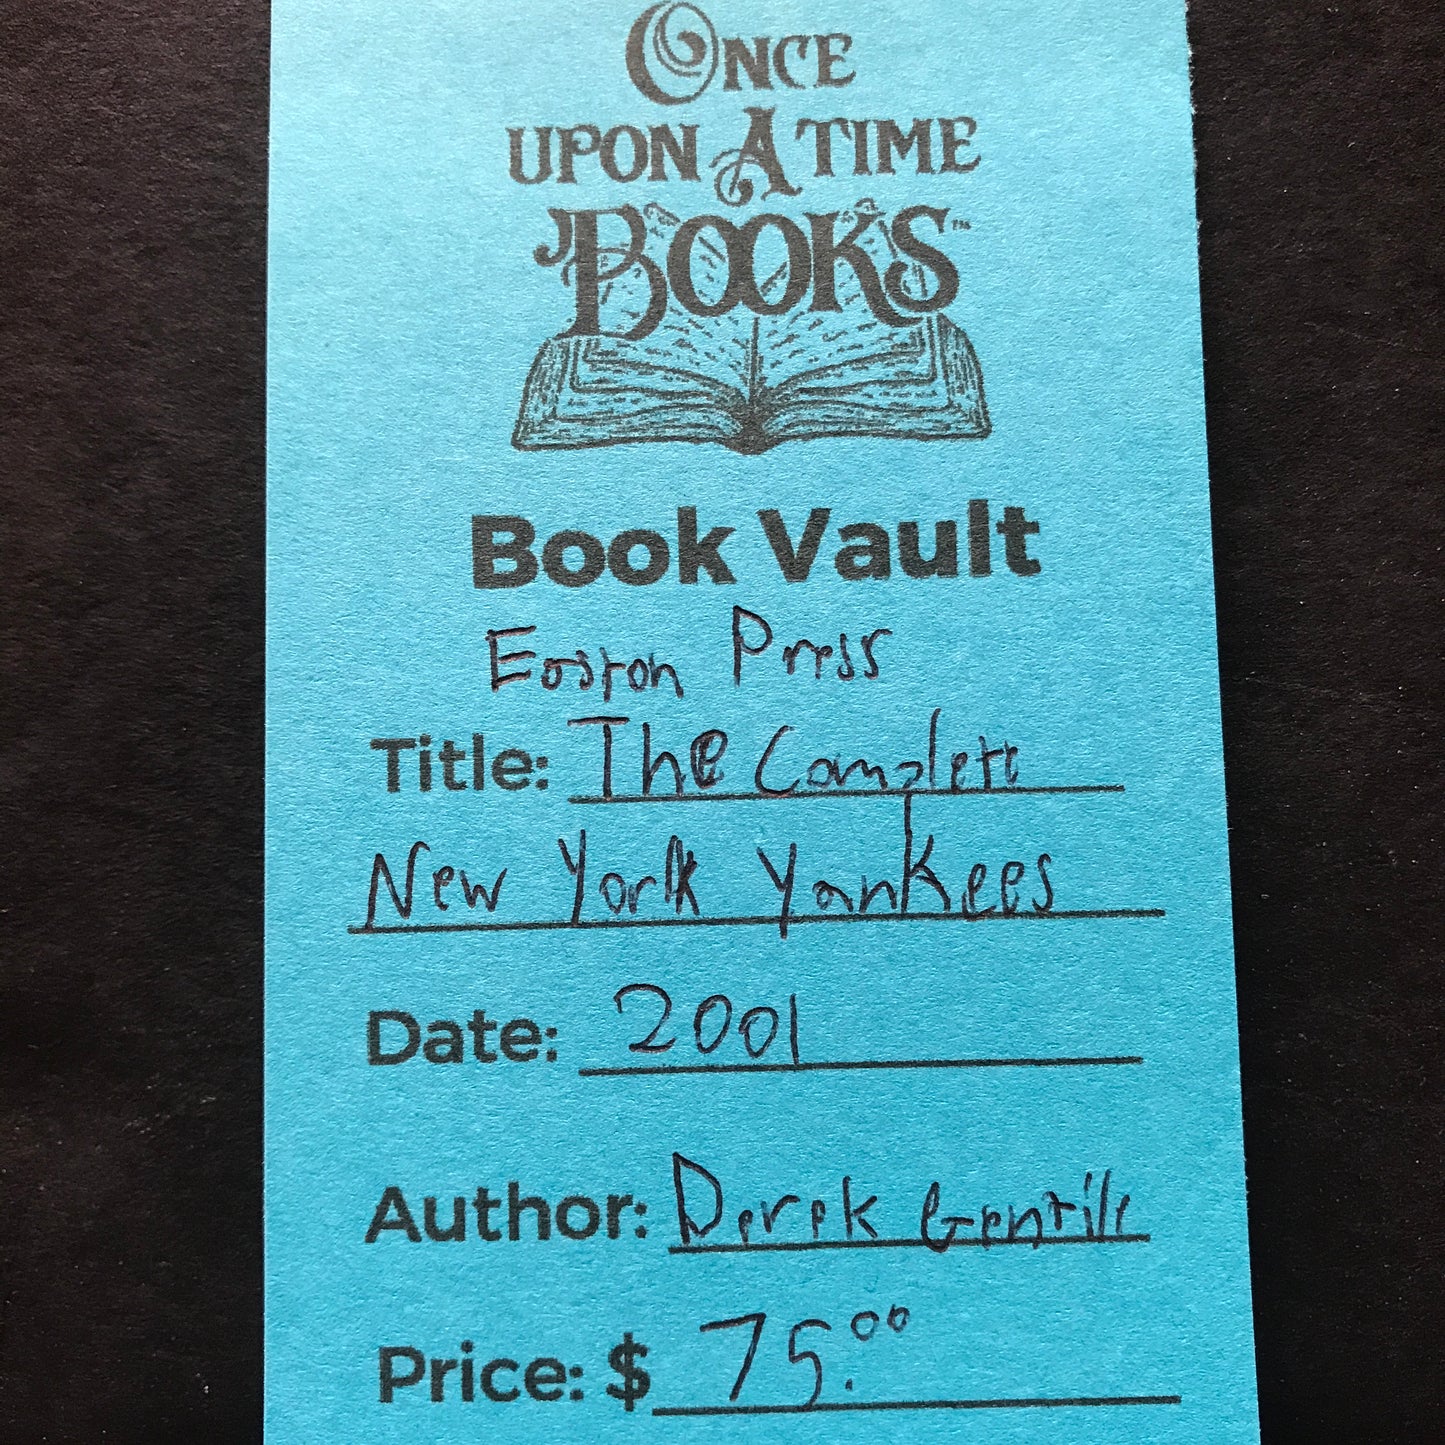 ONCE
UPON A TIME
BOOKS™
Book Vault
Easton Press
Title: The Complete
New York Yankees
Date: 2001
Author: Derek Gentile
Price: $ 75.00